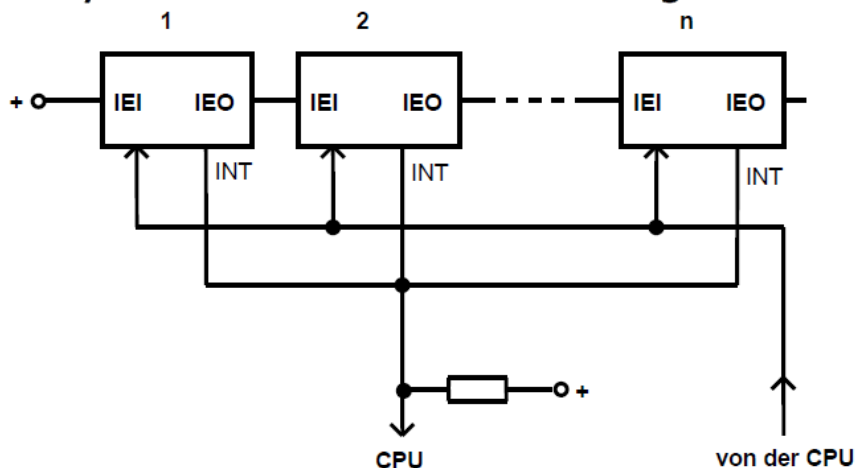 1 2 n
+ IEI IEO IEI IEO IEI IEO
INT INT INT
+
CPU von der CPU